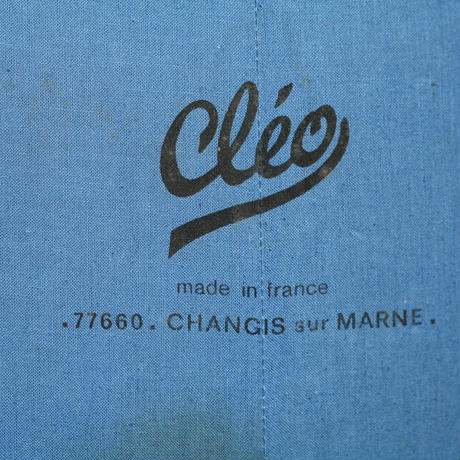 Cléo
made in france
.77660. CHANGIS sur MARNE.